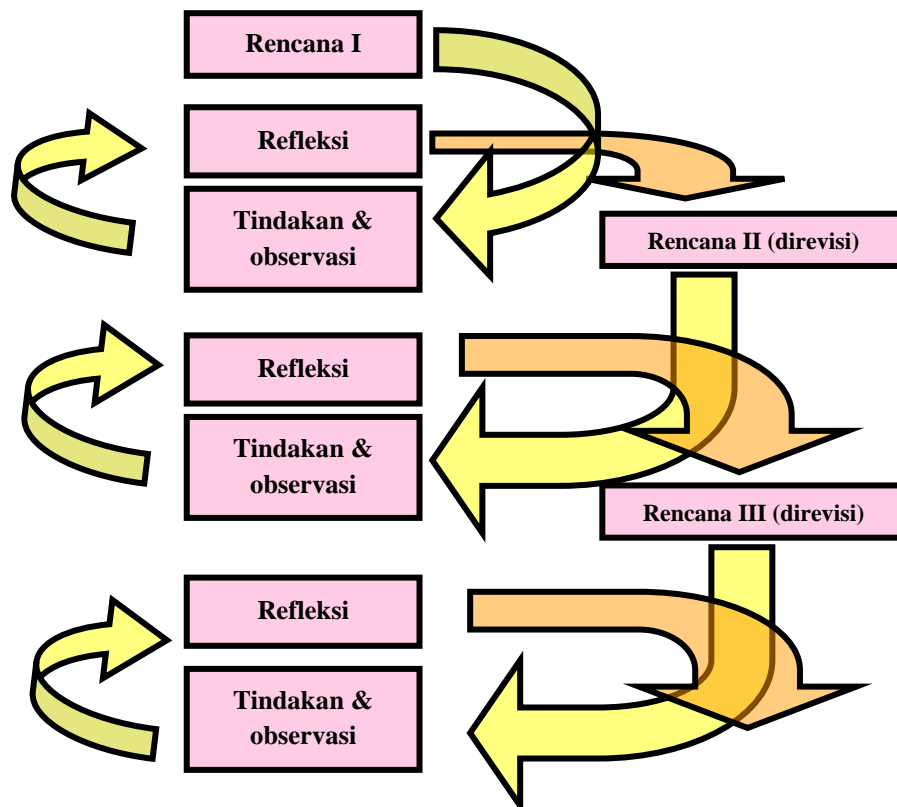 Rencana I
Refleksi
Tindakan &
observasi
Rencana II (direvisi)
Refleksi
Tindakan &
observasi
Rencana III (direvisi)
Refleksi
Tindakan &
observasi